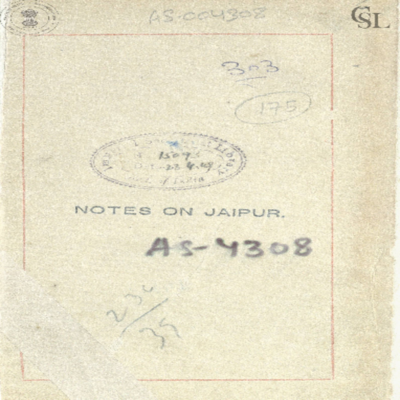 AS-004308
CSL
303
175
NOTES ON JAIPUR.
AS-4308